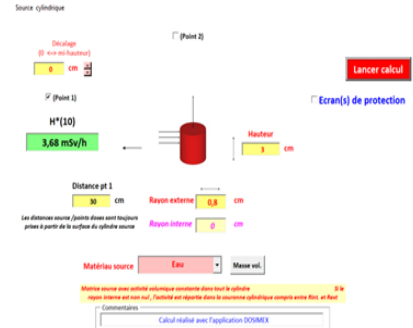 Source cylindrique
Décalage
(0 <=> mi-hauteur)
0 cm
(Point 2)
Lancer calcul
(Point 1)
Ecran(s) de protection
H*(10)
3,68 mSv/h
Hauteur
3 cm
Distance pt 1
30 cm
Rayon externe 0,8 cm
Les distances source /points doses sont toujours
prises à partir de la surface du cylindre source
Rayon interne 0 cm
Matériau source Eau Masse vol.
Matrice source avec activité volumique constante dans tout le cylindre Si le
rayon interne est non nul , l'activité est répartie dans la couronne cylindrique compris entre Rint. et Rext
Commentaires
Calcul réalisé avec l'application DOSIMEX